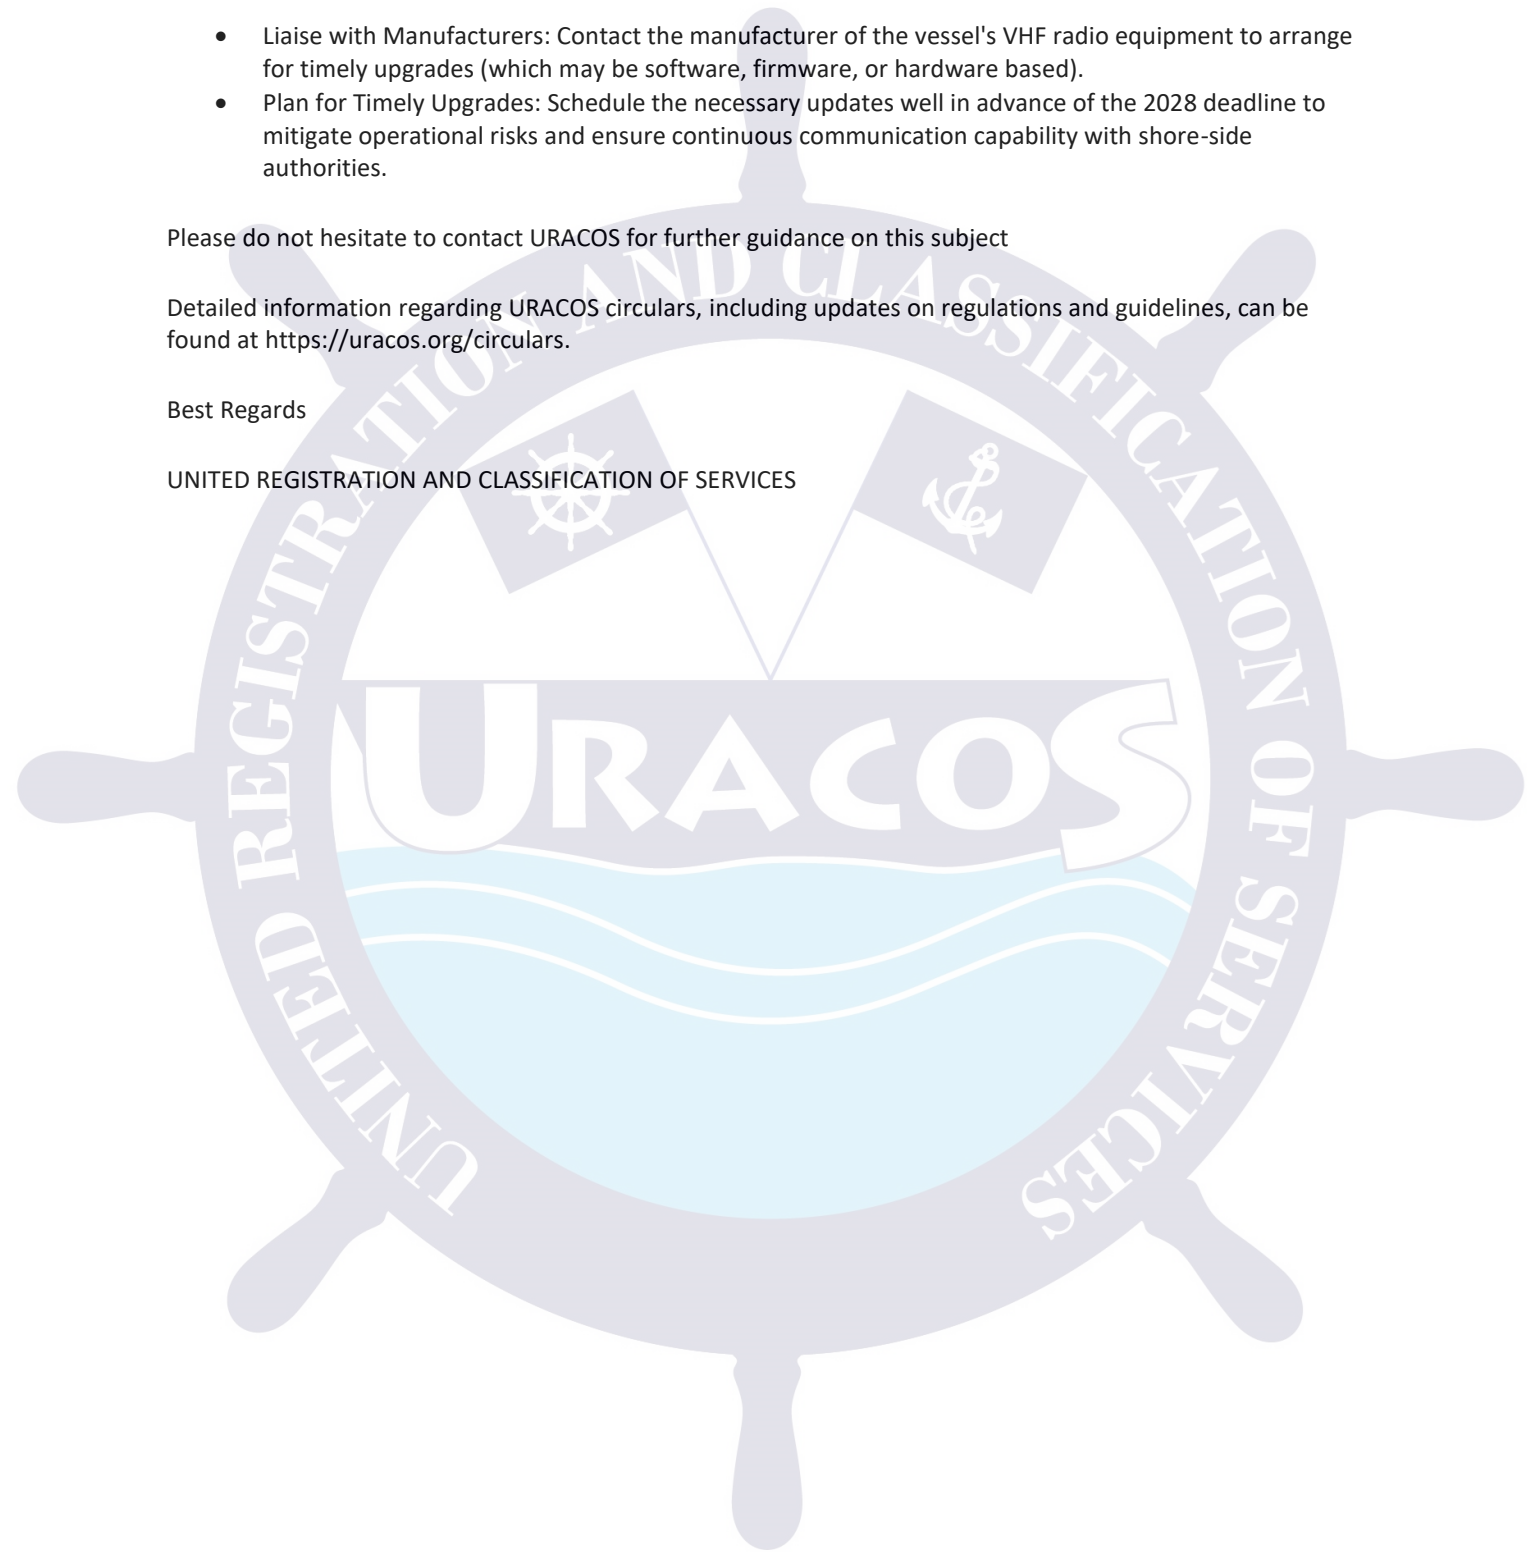 • Liaise with Manufacturers: Contact the manufacturer of the vessel's VHF radio equipment to arrange
for timely upgrades (which may be software, firmware, or hardware based).
• Plan for Timely Upgrades: Schedule the necessary updates well in advance of the 2028 deadline to
mitigate operational risks and ensure continuous communication capability with shore-side
authorities.
Please do not hesitate to contact URACOS for further guidance on this subject
Detailed information regarding URACOS circulars, including updates on regulations and guidelines, can be
found at https://uracos.org/circulars.
Best Regards
UNITED REGISTRATION AND CLASSIFICATION OF SERVICES
UNITED REGISTRATION AND CLASSIFICATION OF SERVICES
URACOS